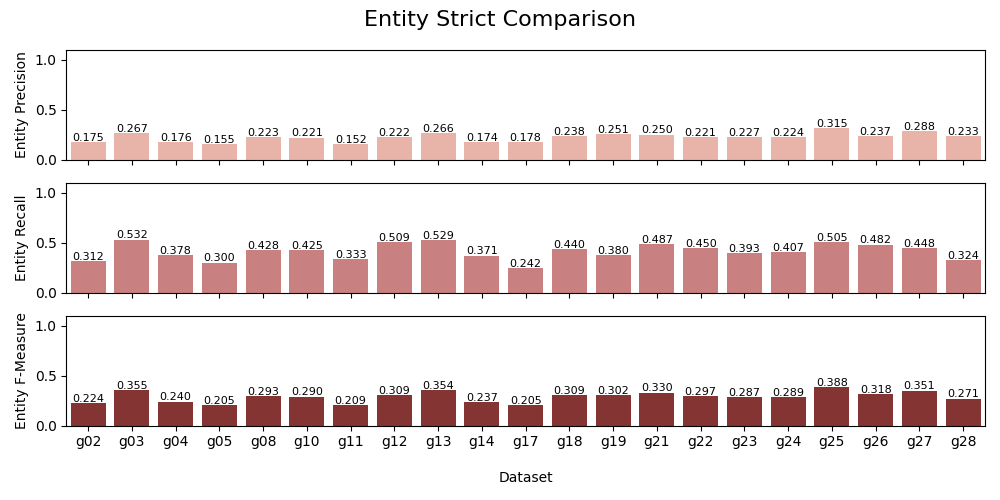 Entity Strict Comparison
Entity Precision
1.0
0.5
0.0
0.175 0.267 0.176 0.155 0.223 0.221 0.152 0.222 0.266 0.174 0.178 0.238 0.251 0.250 0.221 0.227 0.224 0.315 0.237 0.288 0.233
Entity Recall
1.0
0.5
0.0
0.312 0.532 0.378 0.300 0.428 0.425 0.333 0.509 0.529 0.371 0.242 0.440 0.380 0.487 0.450 0.393 0.407 0.505 0.482 0.448 0.324
Entity F-Measure
1.0
0.5
0.0
0.224 0.355 0.240 0.205 0.293 0.290 0.209 0.309 0.354 0.237 0.205 0.309 0.302 0.330 0.297 0.287 0.289 0.388 0.318 0.351 0.271
g02 g03 g04 g05 g08 g10 g11 g12 g13 g14 g17 g18 g19 g21 g22 g23 g24 g25 g26 g27 g28
Dataset